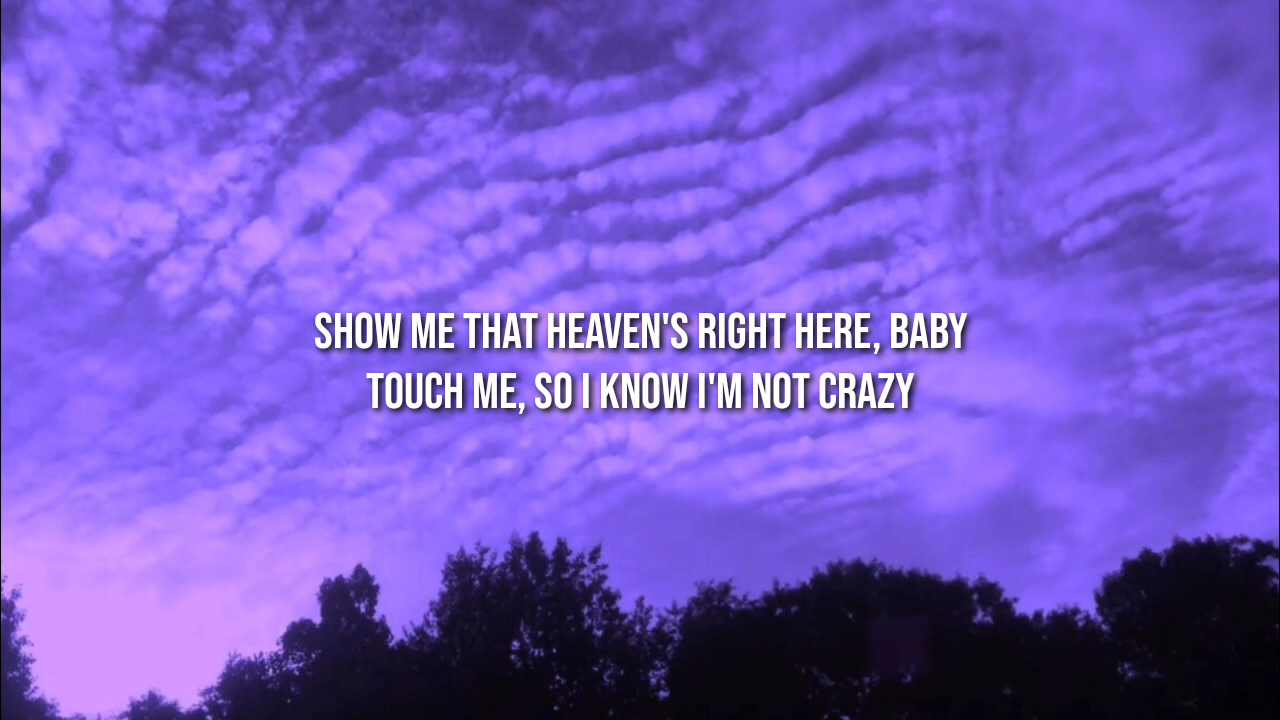 SHOW ME THAT HEAVEN'S RIGHT HERE, BABY
TOUCH ME, SO I KNOW I'M NOT CRAZY